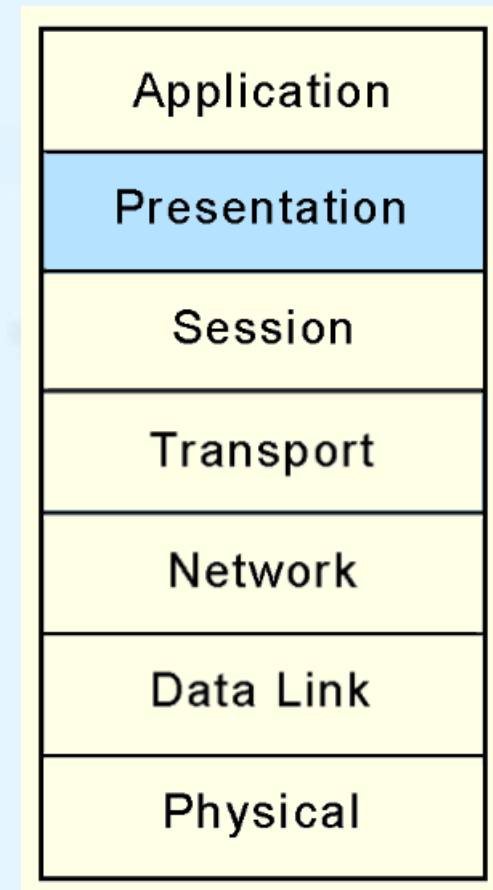 Application
Presentation
Session
Transport
Network
Data Link
Physical